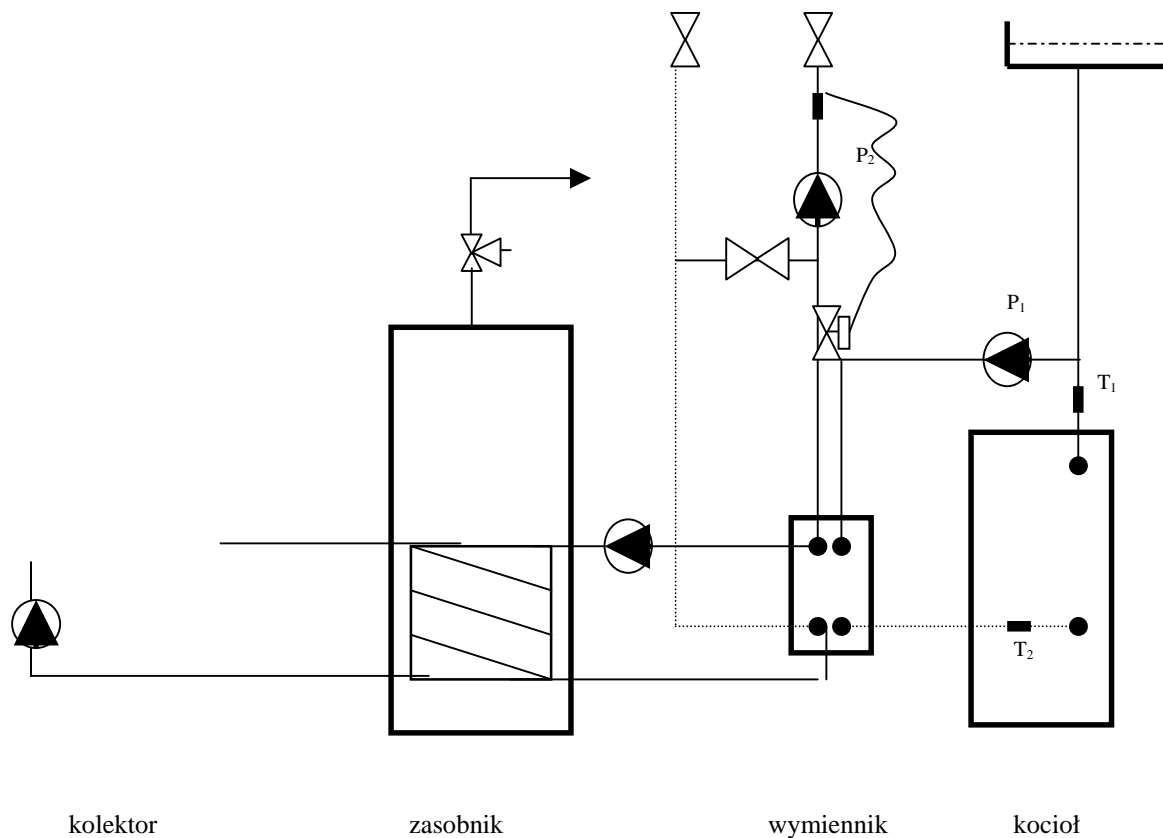 P₂
P₁
T₁
T₂
kolektor zasobnik wymiennik kocioł